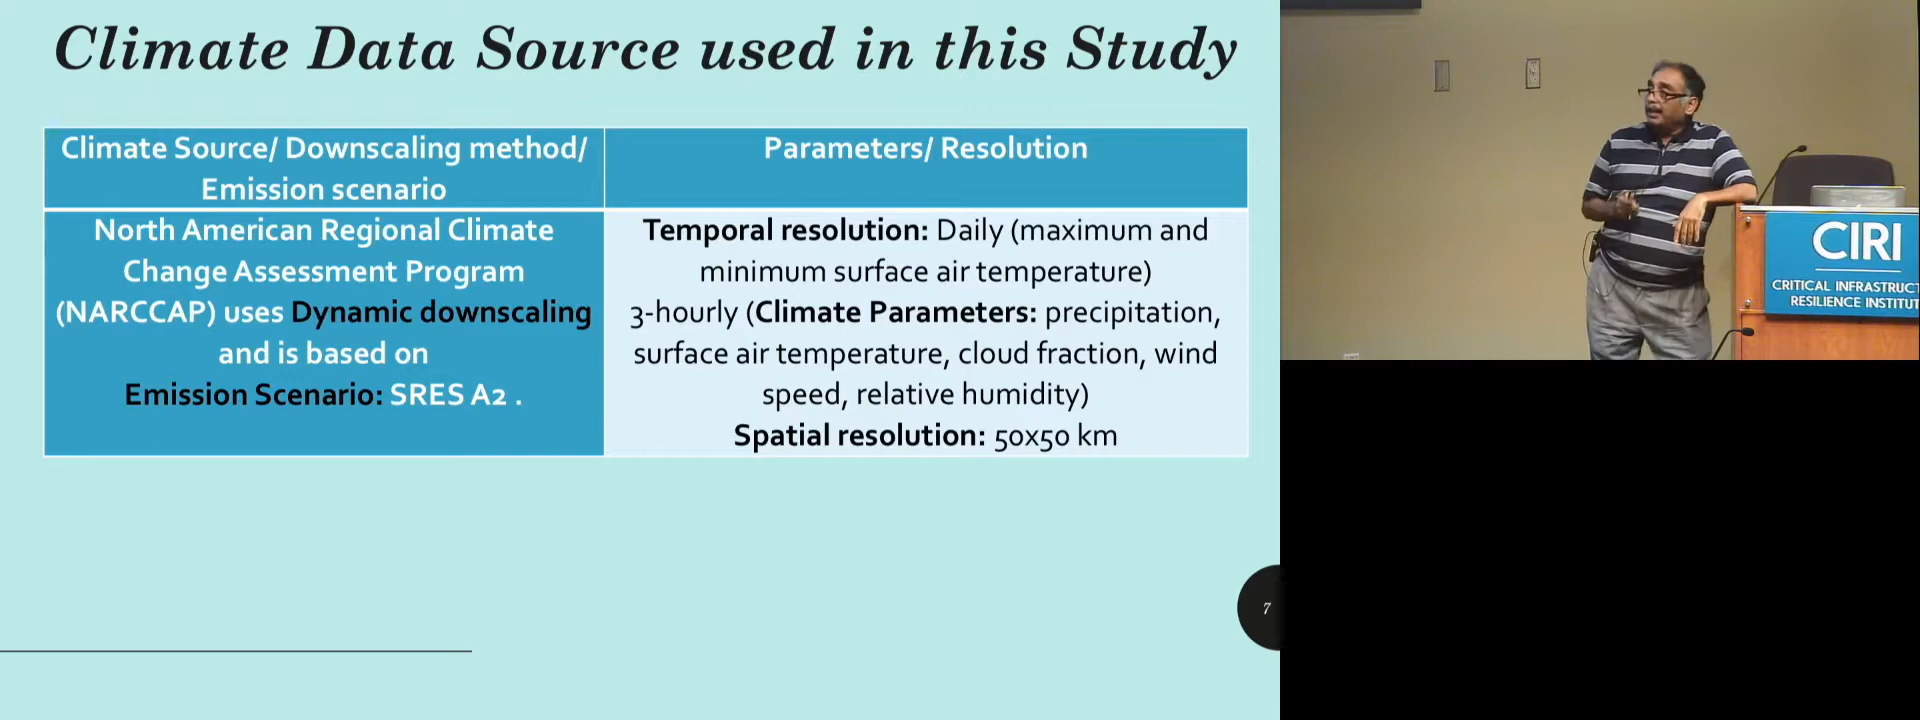 Climate Data Source used in this Study
Climate Source/ Downscaling method/
Emission scenario
Parameters/ Resolution
North American Regional Climate
Change Assessment Program
(NARCCAP) uses Dynamic downscaling
and is based on
Emission Scenario: SRES A2 .
Temporal resolution: Daily (maximum and
minimum surface air temperature)
3-hourly (Climate Parameters: precipitation,
surface air temperature, cloud fraction, wind
speed, relative humidity)
Spatial resolution: 50x50 km
7
CIRI
CRITICAL INFRASTRUCT
RESILIENCE INSTITUT